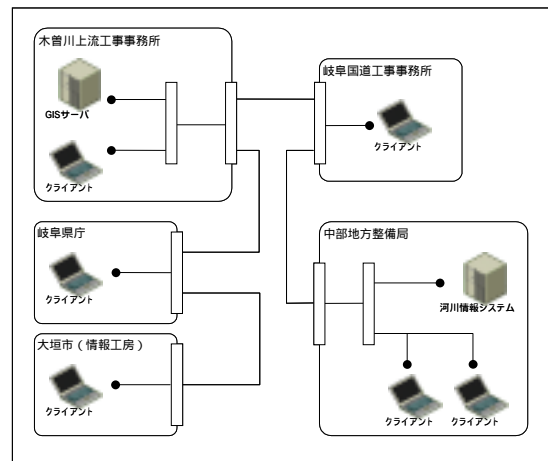 木曽川上流工事事務所
GISサーバ
クライアント
岐阜国道工事事務所
クライアント
岐阜県庁
クライアント
大垣市（情報工房）
クライアント
中部地方整備局
河川情報システム
クライアント
クライアント